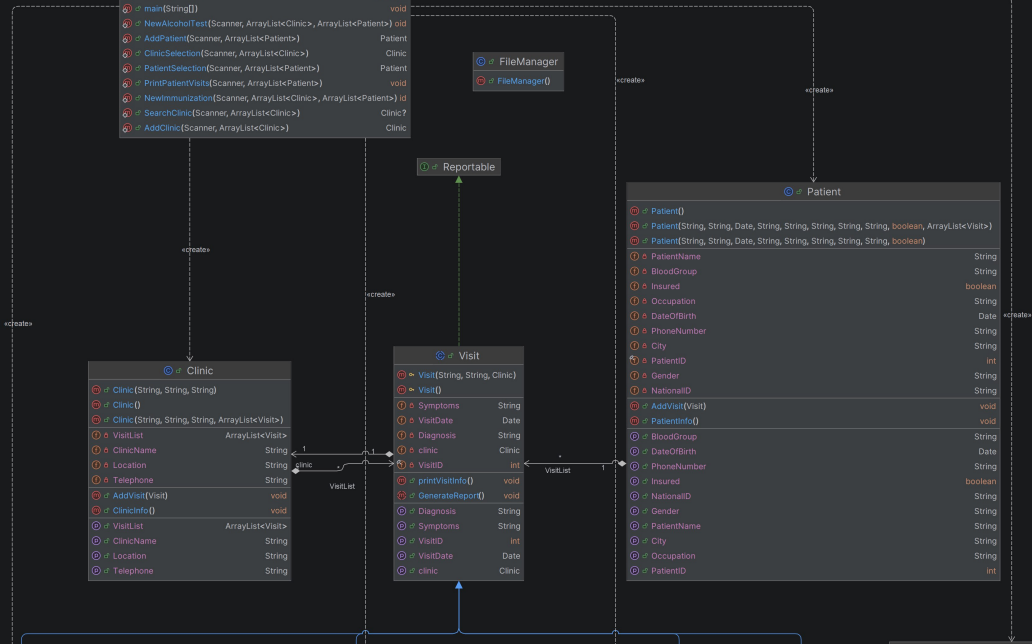 main(String[]) void
NewAlcoholTest(Scanner, ArrayList<Clinic>, ArrayList<Patient>) oid
AddPatient(Scanner, ArrayList<Patient>) Patient
ClinicSelection(Scanner, ArrayList<Clinic>) Clinic
PatientSelection(Scanner, ArrayList<Patient>) Patient
PrintPatientVisits(Scanner, ArrayList<Patient>) void
NewImmunization(Scanner, ArrayList<Clinic>, ArrayList<Patient>) id
SearchClinic(Scanner, ArrayList<Clinic>) Clinic?
AddClinic(Scanner, ArrayList<Clinic>) Clinic
FileManager
FileManager()
«create»
«create»
Reportable
«create»
«create»
«create»
«create»
Patient
Patient()
Patient(String, String, Date, String, String, String, String, String, boolean, ArrayList<Visit>)
Patient(String, String, Date, String, String, String, String, String, boolean)
PatientName String
BloodGroup String
Insured boolean
Occupation String
DateOfBirth Date
PhoneNumber String
City String
PatientID int
Gender String
NationalID String
AddVisit(Visit) void
PatientInfo() void
BloodGroup String
DateOfBirth Date
PhoneNumber String
Insured boolean
NationalID String
Gender String
PatientName String
City String
Occupation String
PatientID int
Clinic
Clinic(String, String, String)
Clinic()
Clinic(String, String, String, ArrayList<Visit>)
VisitList ArrayList<Visit>
ClinicName String
Location String
Telephone String
AddVisit(Visit) void
ClinicInfo() void
VisitList ArrayList<Visit>
ClinicName String
Location String
Telephone String
1
1
clinic
*
VisitList
Visit
Visit(String, String, Clinic)
Visit()
Symptoms String
VisitDate Date
Diagnosis String
clinic Clinic
VisitID int
printVisitInfo() void
GenerateReport() void
Diagnosis String
Symptoms String
VisitID int
VisitDate Date
clinic Clinic
*
VisitList
1